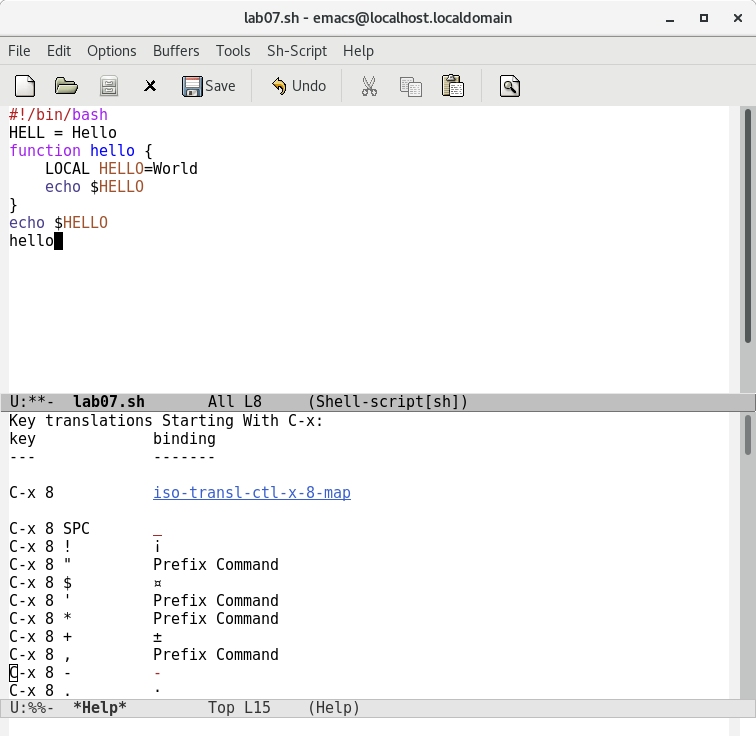 lab07.sh - emacs@localhost.localdomain
File Edit Options Buffers Tools Sh-Script Help
Save Undo
#!/bin/bash
HELL = Hello
function hello {
    LOCAL HELLO=World
    echo $HELLO
}
echo $HELLO
hello
U:**-  lab07.sh       All L8     (Shell-script[sh])
Key translations Starting With C-x:
key             binding
---             -------
C-x 8           iso-transl-ctl-x-8-map
C-x 8 SPC       _
C-x 8 !         ¡
C-x 8 "         Prefix Command
C-x 8 $         ¤
C-x 8 '         Prefix Command
C-x 8 *         Prefix Command
C-x 8 +         ±
C-x 8 ,         Prefix Command
C-x 8 -         -
C-x 8 .         ·
U:%%-  *Help*         Top L15    (Help)